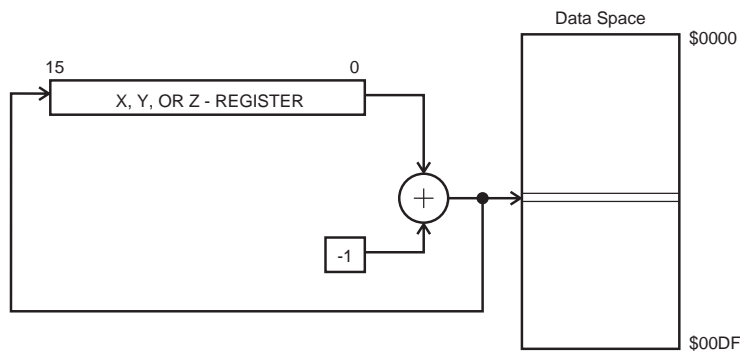 Data Space
$0000
15 0
X, Y, OR Z - REGISTER
+
-1
$00DF